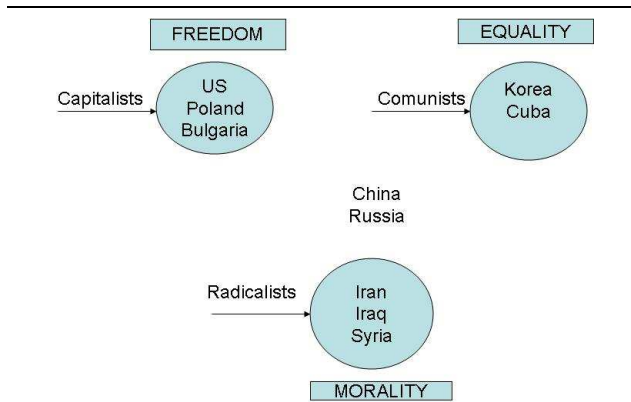 FREEDOM
EQUALITY
Capitalists
US
Poland
Bulgaria
Comunists
Korea
Cuba
China
Russia
Radicalists
Iran
Iraq
Syria
MORALITY